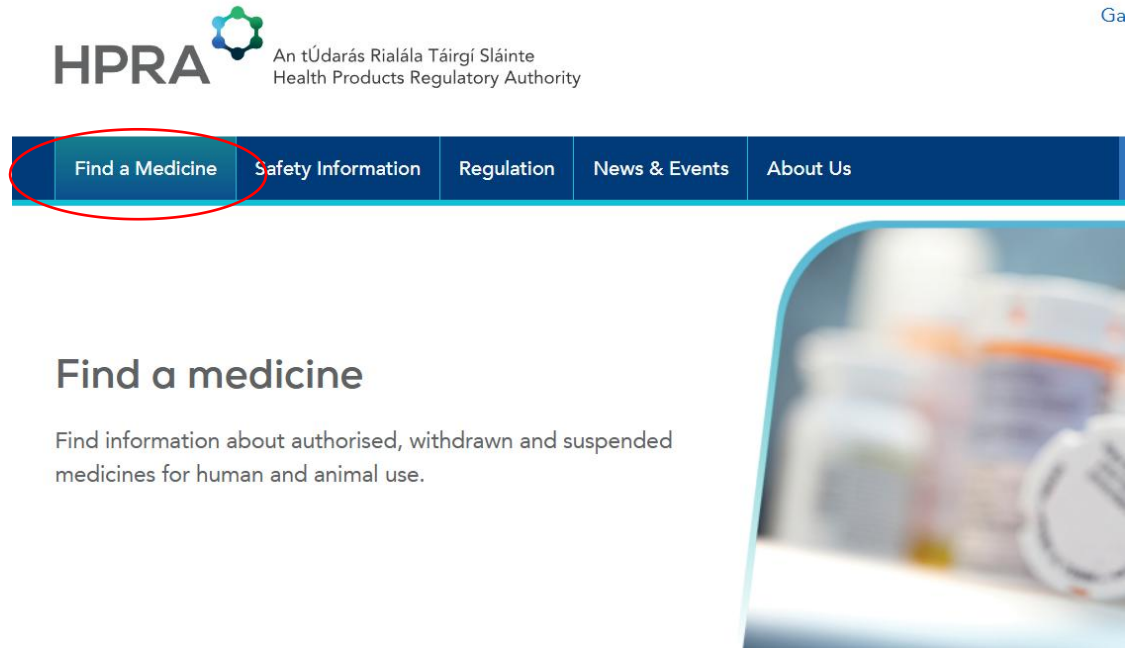 Ga
HPRA
An tÚdarás Rialála Táirgí Sláinte
Health Products Regulatory Authority
Find a Medicine
Safety Information
Regulation
News & Events
About Us
Find a medicine
Find information about authorised, withdrawn and suspended
medicines for human and animal use.